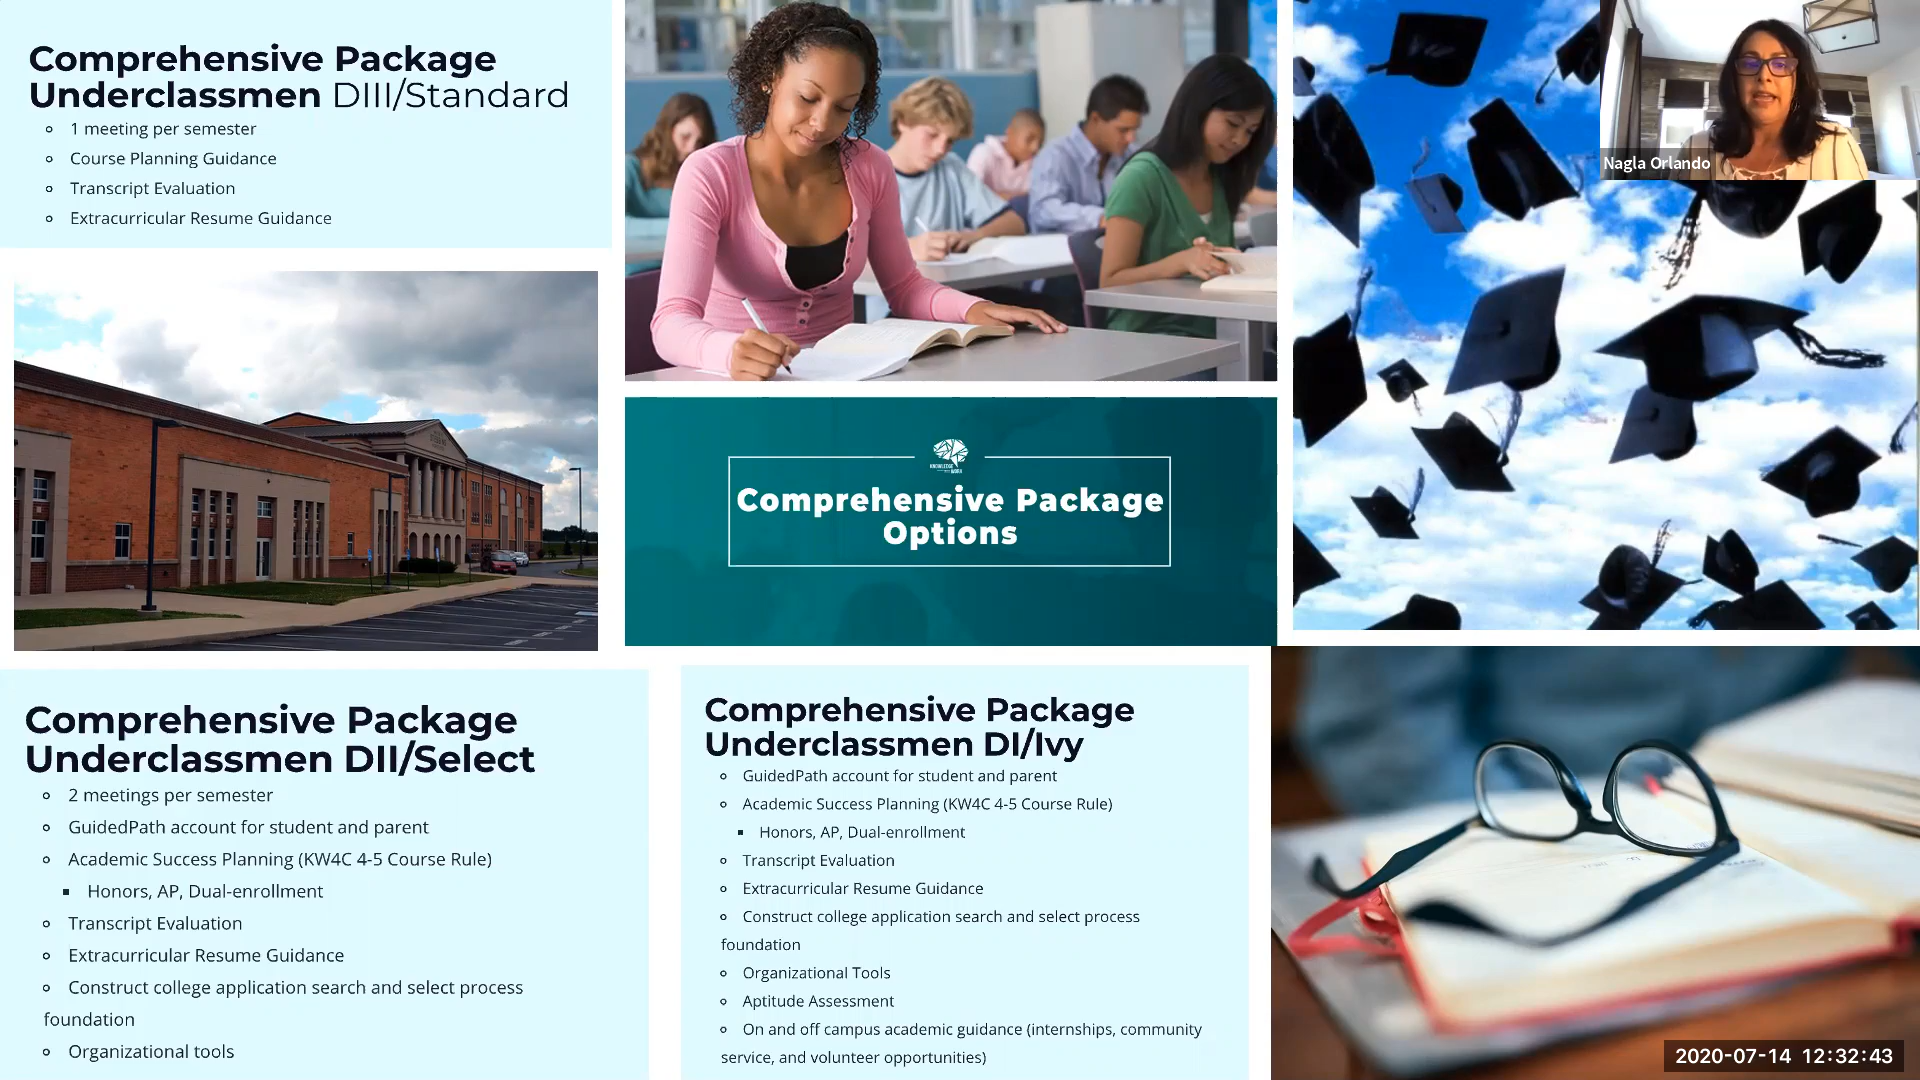 Comprehensive Package
Underclassmen DIII/Standard
1 meeting per semester
Course Planning Guidance
Transcript Evaluation
Extracurricular Resume Guidance
Nagla Orlando
KNOWLEDGE
WORX
Comprehensive Package
Options
Comprehensive Package
Underclassmen DII/Select
2 meetings per semester
GuidedPath account for student and parent
Academic Success Planning (KW4C 4-5 Course Rule)
Honors, AP, Dual-enrollment
Transcript Evaluation
Extracurricular Resume Guidance
Construct college application search and select process
foundation
Organizational tools
Comprehensive Package
Underclassmen DI/Ivy
GuidedPath account for student and parent
Academic Success Planning (KW4C 4-5 Course Rule)
Honors, AP, Dual-enrollment
Transcript Evaluation
Extracurricular Resume Guidance
Construct college application search and select process
foundation
Organizational Tools
Aptitude Assessment
On and off campus academic guidance (internships, community
service, and volunteer opportunities)
2020-07-14 12:32:43